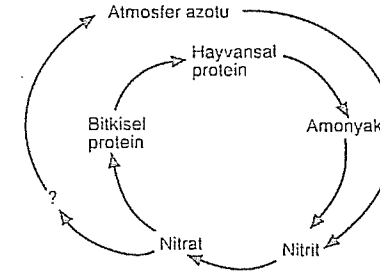 Atmosfer azotu
Hayvansal
protein
Bitkisel
protein
Amonyak
?
Nitrat
Nitrit